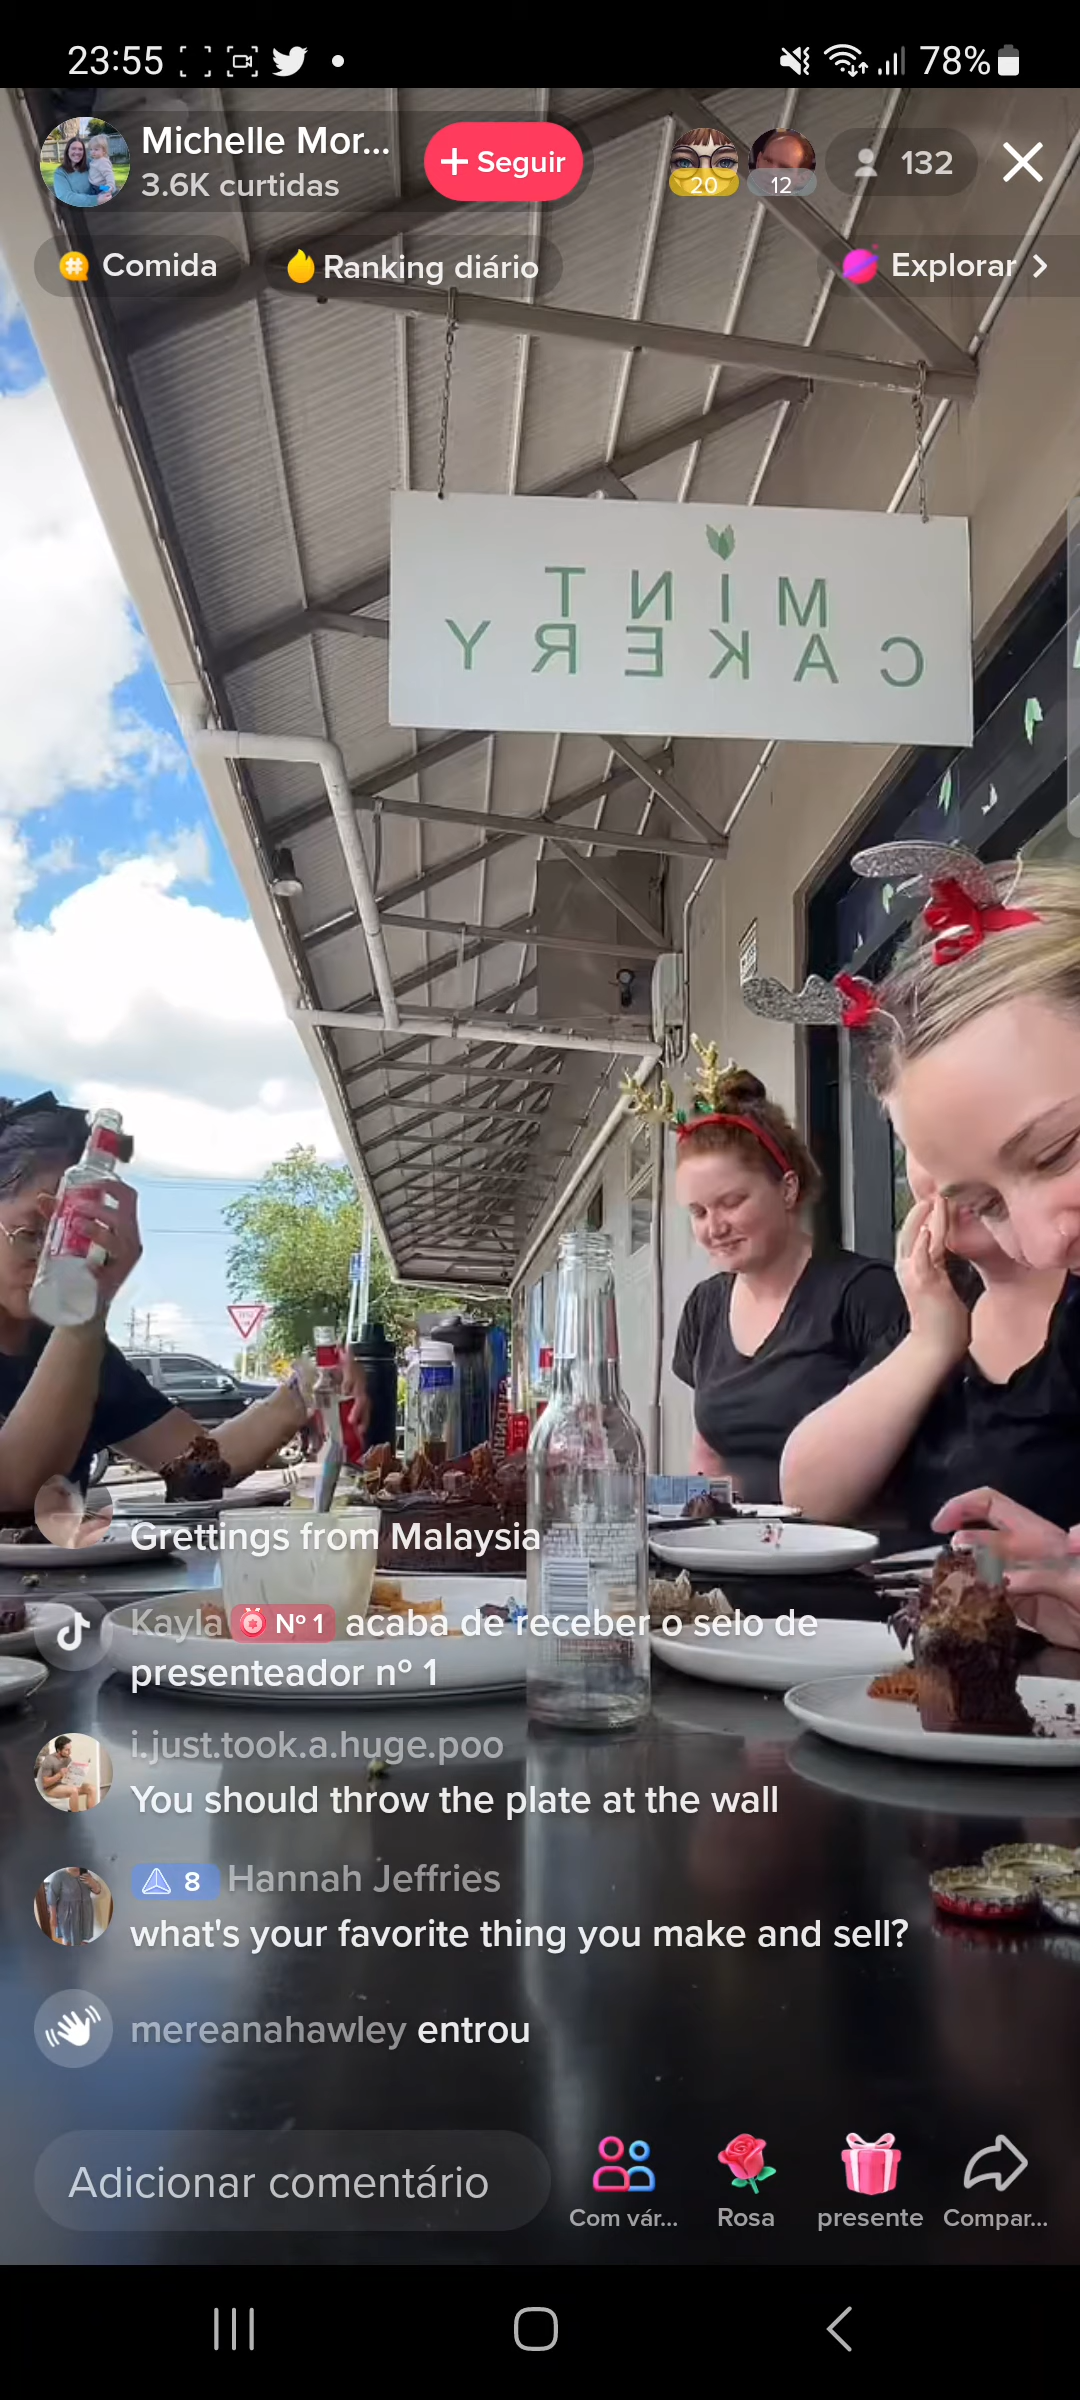 23:55
78%
Michelle Mor...
3.6K curtidas
+ Seguir
20
12
132
Comida
Ranking diário
Explorar
MINT
CAKERY
Grettings from Malaysia
Kayla Nº 1 acaba de receber o selo de
presenteador nº 1
i.just.took.a.huge.poo
You should throw the plate at the wall
8 Hannah Jeffries
what's your favorite thing you make and sell?
mereanahawley entrou
Adicionar comentário
Com vár...
Rosa
presente
Compar...